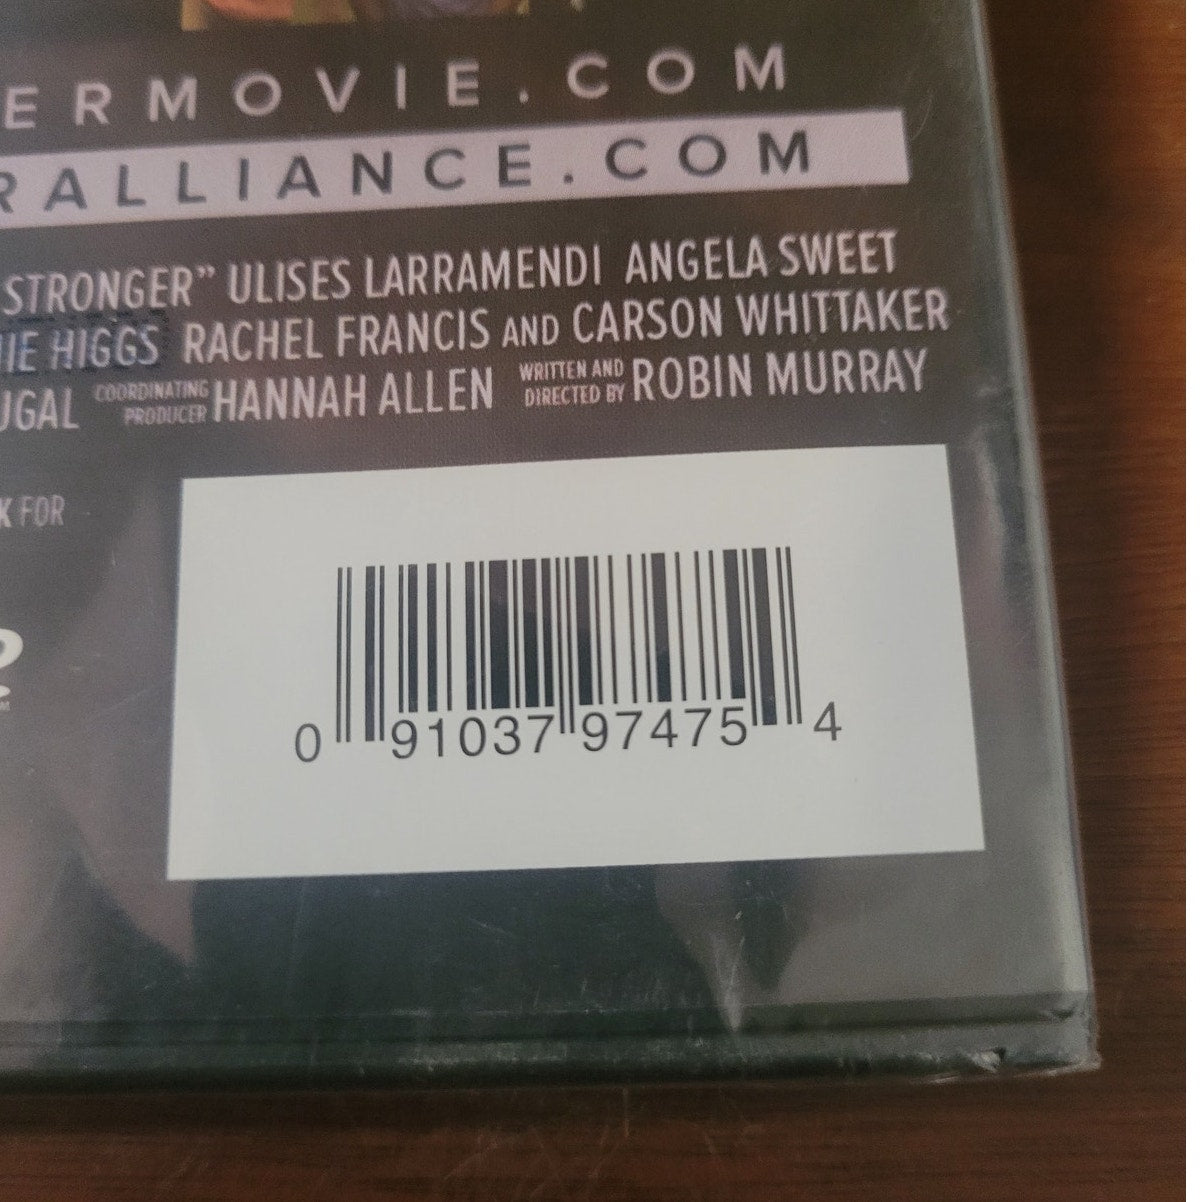 ERMOVIE.COM
RALLIANCE.COM
STRONGER” ULISES LARRAMENDI ANGELA SWEET
IE HIGGS RACHEL FRANCIS AND CARSON WHITTAKER
UGAL COORDINATING PRODUCER HANNAH ALLEN WRITTEN AND DIRECTED BY ROBIN MURRAY
K FOR
0 91037 97475 4